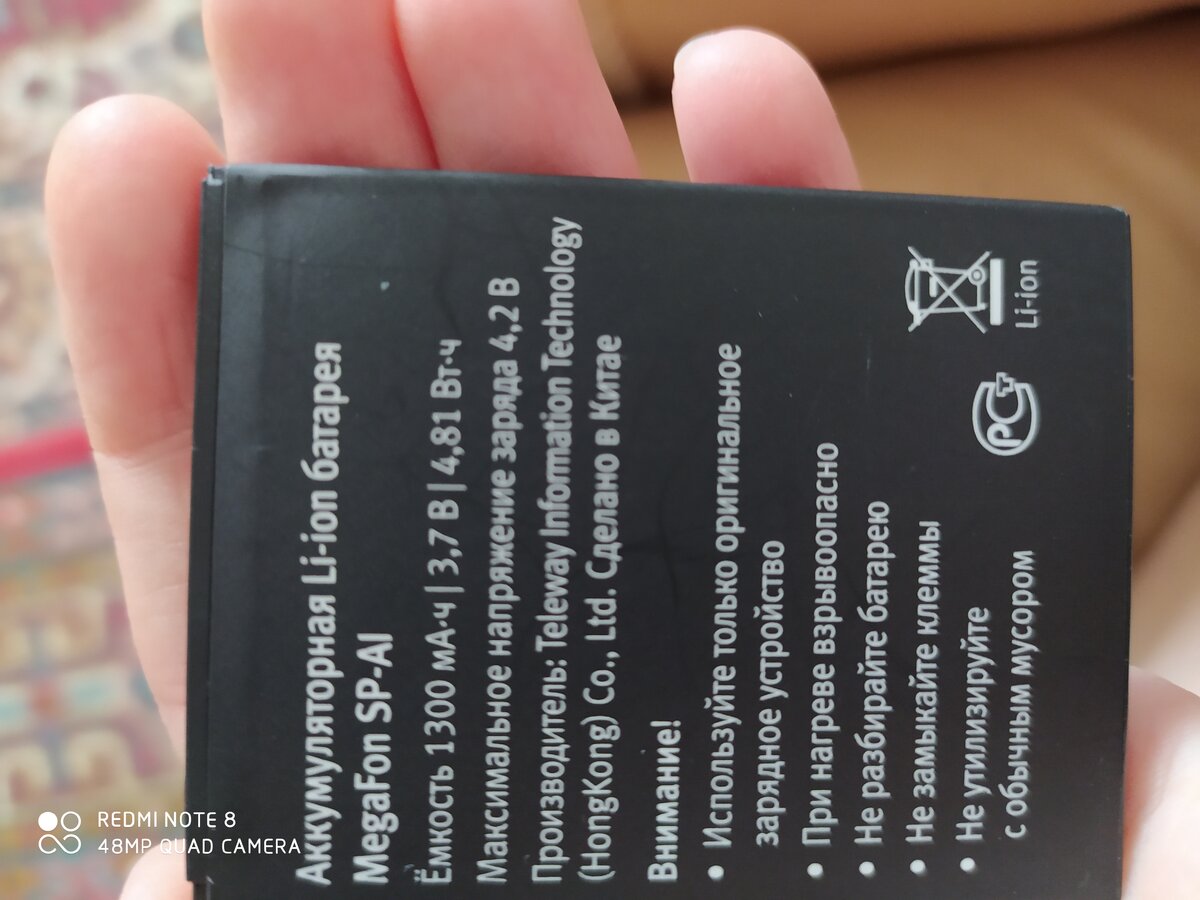 Аккумуляторная Li-ion батарея
MegaFon SP-AI
Ёмкость 1300 мА·ч | 3,7 В | 4,81 Вт·ч
Максимальное напряжение заряда 4,2 В
Производитель: Teleway Information Technology
(HongKong) Co., Ltd. Сделано в Китае
Внимание!
• Используйте только оригинальное
зарядное устройство
• При нагреве взрывоопасно
• Не разбирайте батарею
• Не замыкайте клеммы
• Не утилизируйте
с обычным мусором
РСТ
Li-ion
REDMI NOTE 8
48MP QUAD CAMERA